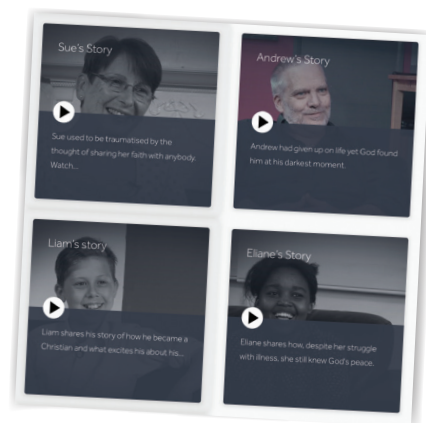 Sue's Story
Sue used to be traumatised by the
thought of sharing her faith with anybody.
Watch...
Andrew's Story
Andrew had given up on life yet God found
him at his darkest moment.
Liam's story
Liam shares his story of how he became a
Christian and what excites his about his...
Eliane's Story
Eliane shares how, despite her struggle
with illness, she still knew God's peace.